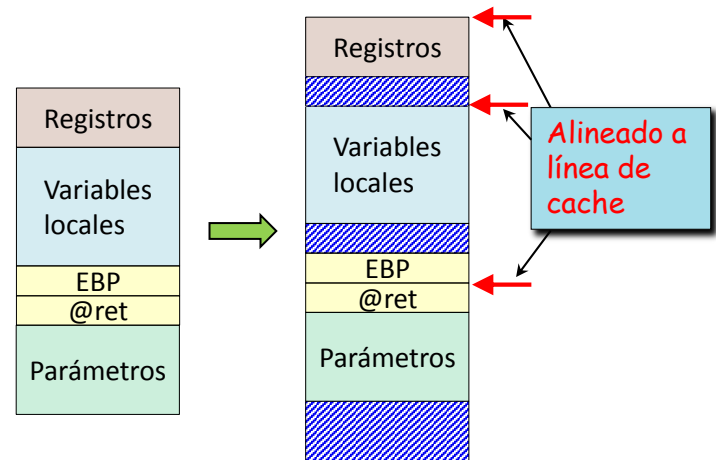 Registros
Variables
locales
EBP
@ret
Parámetros
Registros
Variables
locales
EBP
@ret
Parámetros
Alineado a
línea de
cache